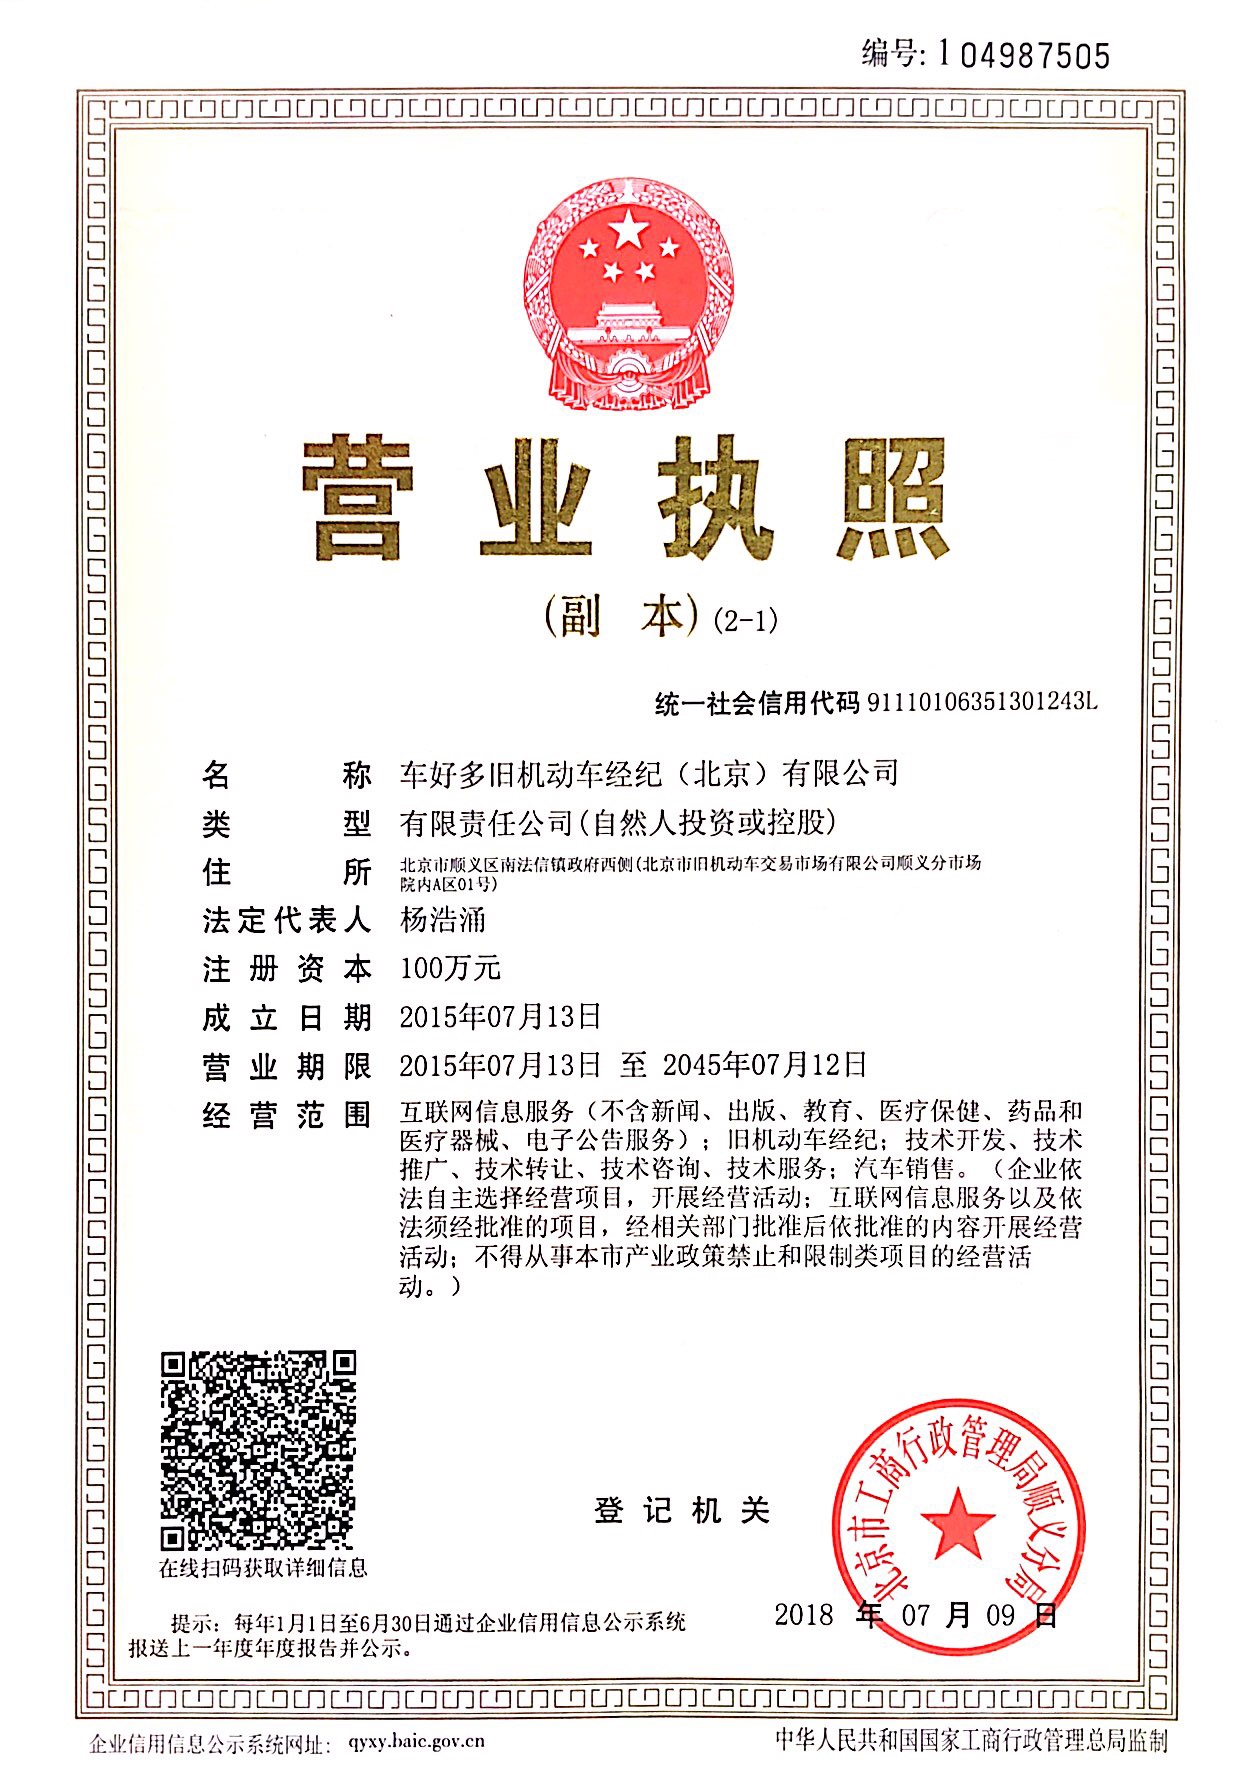 编号: 1 04987505
营业执照
(副 本) (2-1)
统一社会信用代码 91110106351301243L
名 称 车好多旧机动车经纪（北京）有限公司
类 型 有限责任公司(自然人投资或控股)
住 所 北京市顺义区南法信镇政府西侧(北京市旧机动车交易市场有限公司顺义分市场
院内A区01号)
法定代表人 杨浩涌
注册资本 100万元
成立日期 2015年07月13日
营业期限 2015年07月13日 至 2045年07月12日
经营范围 互联网信息服务（不含新闻、出版、教育、医疗保健、药品和
医疗器械、电子公告服务）；旧机动车经纪；技术开发、技术
推广、技术转让、技术咨询、技术服务；汽车销售。（企业依
法自主选择经营项目，开展经营活动；互联网信息服务以及依
法须经批准的项目，经相关部门批准后依批准的内容开展经营
活动；不得从事本市产业政策禁止和限制类项目的经营活
动。）
在线扫码获取详细信息
登记机关
北京市工商行政管理局顺义分局
2018 年 07 月 09 日
提示：每年1月1日至6月30日通过企业信用信息公示系统
报送上一年度年度报告并公示。
企业信用信息公示系统网址： qyxy.baic.gov.cn
中华人民共和国国家工商行政管理总局监制